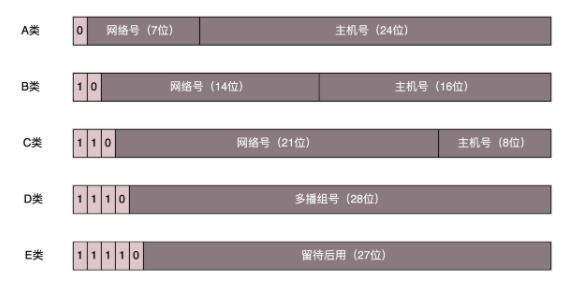 A类 0 网络号（7位） 主机号（24位）
B类 1 0 网络号（14位） 主机号（16位）
C类 1 1 0 网络号（21位） 主机号（8位）
D类 1 1 1 0 多播组号（28位）
E类 1 1 1 1 0 留待后用（27位）